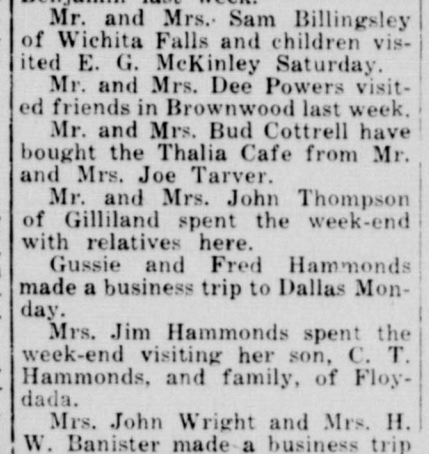 Benjamin last week.
Mr. and Mrs. Sam Billingsley
of Wichita Falls and children vis-
ited E. G. McKinley Saturday.
Mr. and Mrs. Dee Powers visit-
ed friends in Brownwood last week.
Mr. and Mrs. Bud Cottrell have
bought the Thalia Cafe from Mr.
and Mrs. Joe Tarver.
Mr. and Mrs. John Thompson
of Gilliland spent the week-end
with relatives here.
Gussie and Fred Hammonds
made a business trip to Dallas Mon-
day.
Mrs. Jim Hammonds spent the
week-end visiting her son, C. T.
Hammonds, and family, of Floy-
dada.
Mrs. John Wright and Mrs. H.
W. Banister made a business trip